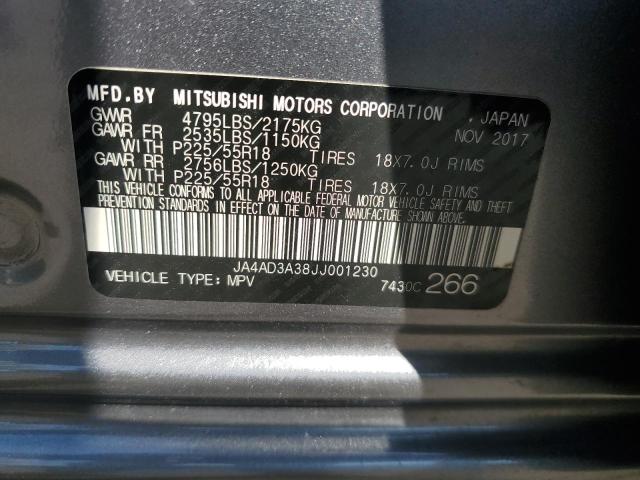 MFD.BY MITSUBISHI MOTORS CORPORATION , JAPAN
GVWR 4795LBS/2175KG NOV 2017
GAWR FR 2535LBS/1150KG
WITH P225/55R18 TIRES 18X7.0J RIMS
GAWR RR 2756LBS/1250KG
WITH P225/55R18 TIRES 18X7.0J RIMS
THIS VEHICLE CONFORMS TO ALL APPLICABLE FEDERAL MOTOR VEHICLE SAFETY AND THEFT
PREVENTION STANDARDS IN EFFECT ON THE DATE OF MANUFACTURE SHOWN ABOVE.
JA4AD3A38JJ001230
VEHICLE TYPE: MPV 7430C 266